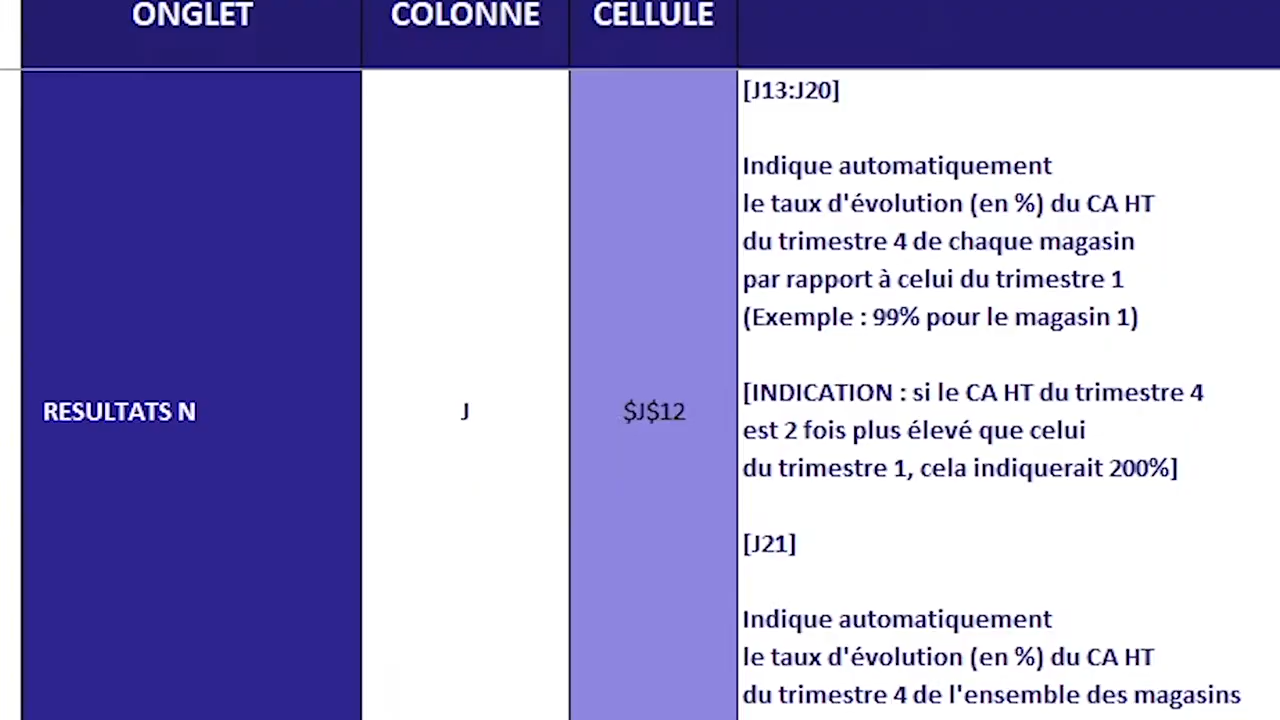 ONGLET COLONNE CELLULE
[J13:J20]
Indique automatiquement
le taux d'évolution (en %) du CA HT
du trimestre 4 de chaque magasin
par rapport à celui du trimestre 1
(Exemple : 99% pour le magasin 1)
[INDICATION : si le CA HT du trimestre 4
RESULTATS N J $J$12
est 2 fois plus élevé que celui
du trimestre 1, cela indiquerait 200%]
[J21]
Indique automatiquement
le taux d'évolution (en %) du CA HT
du trimestre 4 de l'ensemble des magasins